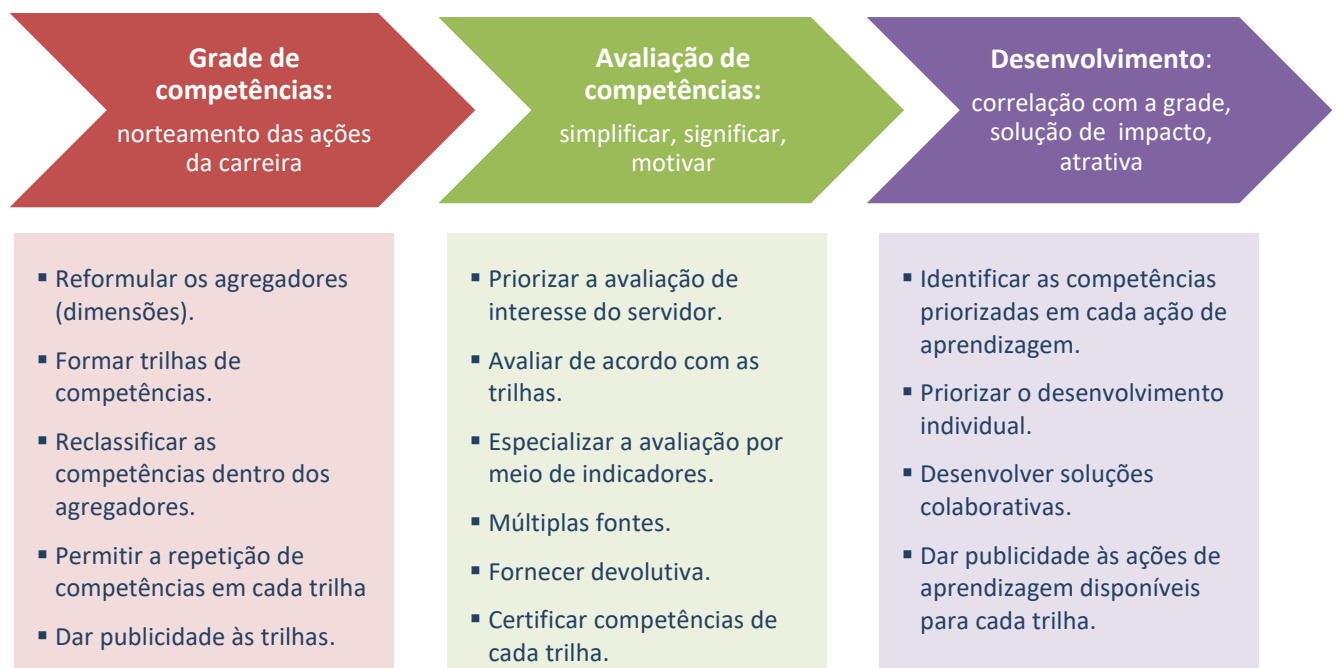 Grade de
competências:
norteamento das ações
da carreira
Avaliação de
competências:
simplificar, significar,
motivar
Desenvolvimento:
correlação com a grade,
solução de impacto,
atrativa
▪ Reformular os agregadores
(dimensões).
▪ Formar trilhas de
competências.
▪ Reclassificar as
competências dentro dos
agregadores.
▪ Permitir a repetição de
competências em cada trilha
▪ Dar publicidade às trilhas.
▪ Priorizar a avaliação de
interesse do servidor.
▪ Avaliar de acordo com as
trilhas.
▪ Especializar a avaliação por
meio de indicadores.
▪ Múltiplas fontes.
▪ Fornecer devolutiva.
▪ Certificar competências de
cada trilha.
▪ Identificar as competências
priorizadas em cada ação de
aprendizagem.
▪ Priorizar o desenvolvimento
individual.
▪ Desenvolver soluções
colaborativas.
▪ Dar publicidade às ações de
aprendizagem disponíveis
para cada trilha.